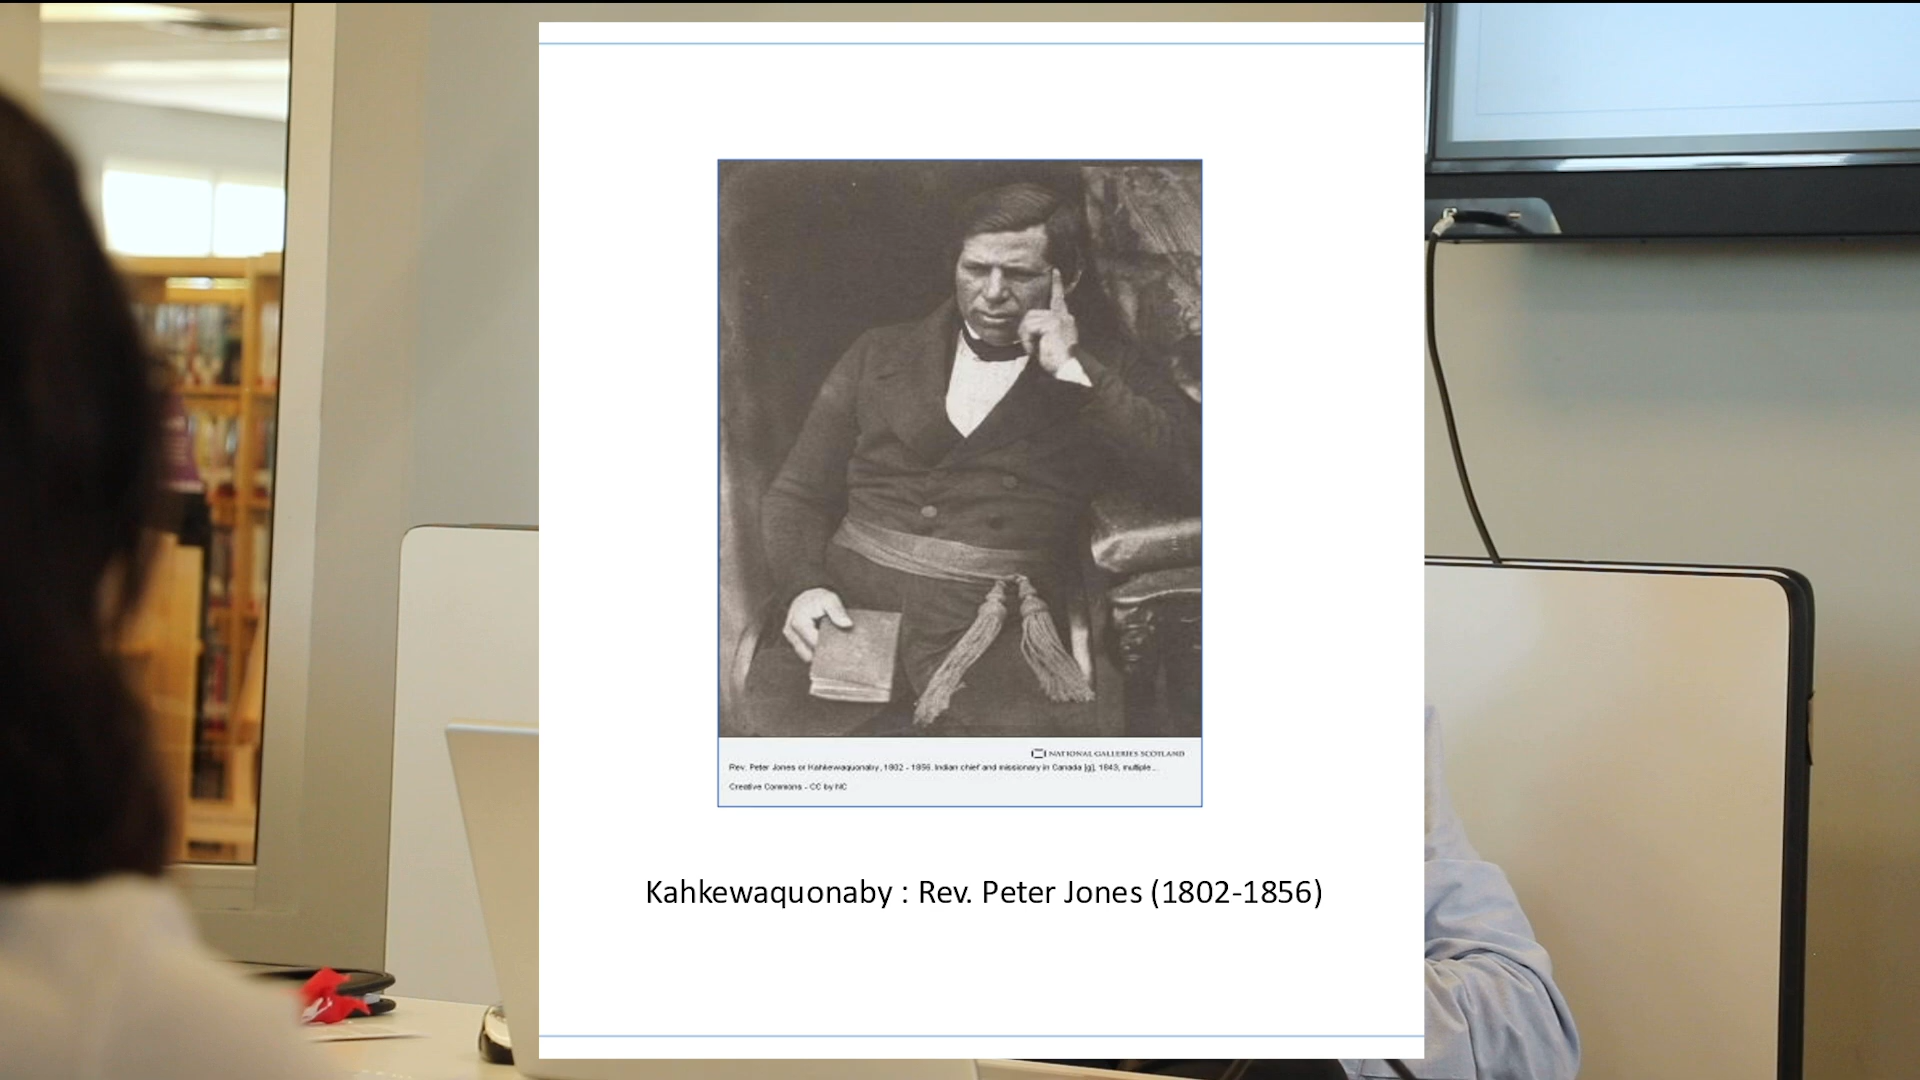 NATIONAL GALLERIES SCOTLAND
Rev. Peter Jones or Kahkewaquonaby, 1802 - 1856. Indian chief and missionary in Canada [g], 1843, multiple...
Creative Commons - CC by NC
Kahkewaquonaby : Rev. Peter Jones (1802-1856)